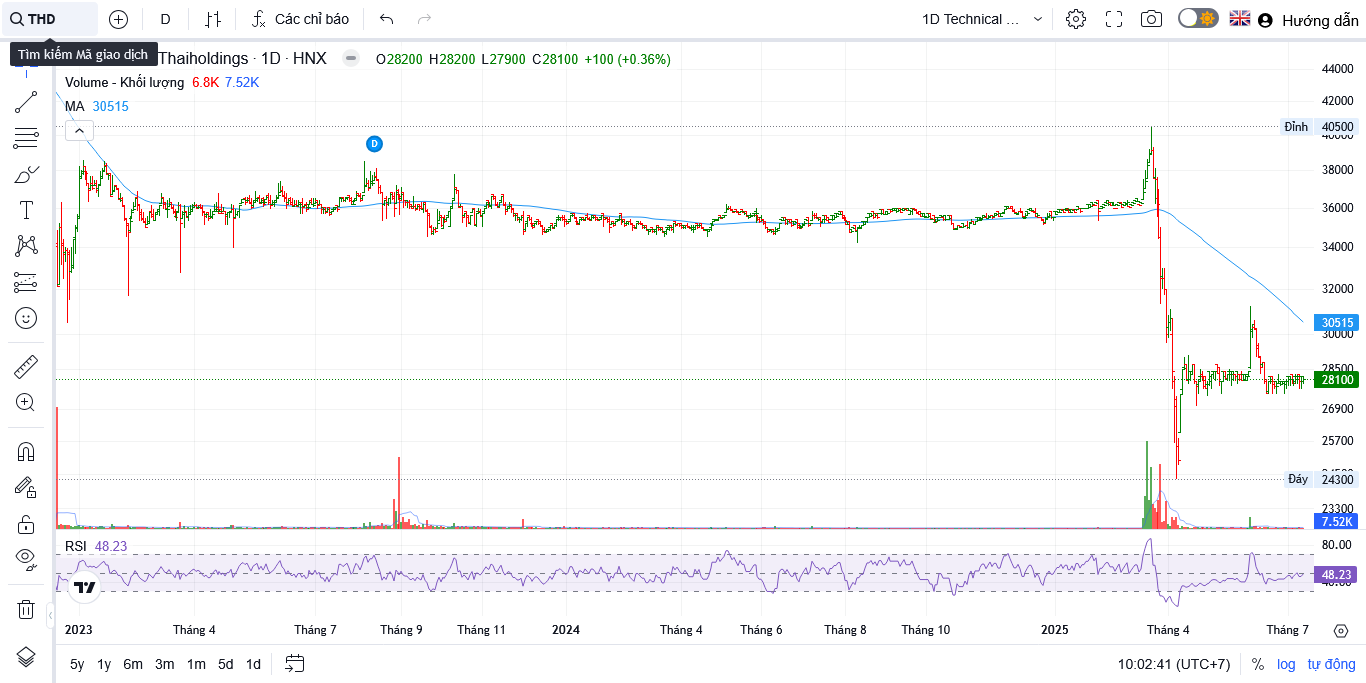 THD D Các chỉ báo 1D Technical ... Hướng dẫn
Tìm kiếm Mã giao dịch Thaiholdings · 1D · HNX O28200 H28200 L27900 C28100 +100 (+0.36%)
Volume - Khối lượng 6.8K 7.52K
MA 30515
D
44000
42000
Đỉnh 40500
40000
38000
36000
34000
32000
30515
30000
28500
28100
26900
25700
Đáy 24300
23300
7.52K
RSI 48.23
80.00
48.23
40.00
2023 Tháng 4 Tháng 7 Tháng 9 Tháng 11 2024 Tháng 4 Tháng 6 Tháng 8 Tháng 10 2025 Tháng 4 Tháng 7
5y 1y 6m 3m 1m 5d 1d 10:02:41 (UTC+7) % log tự động